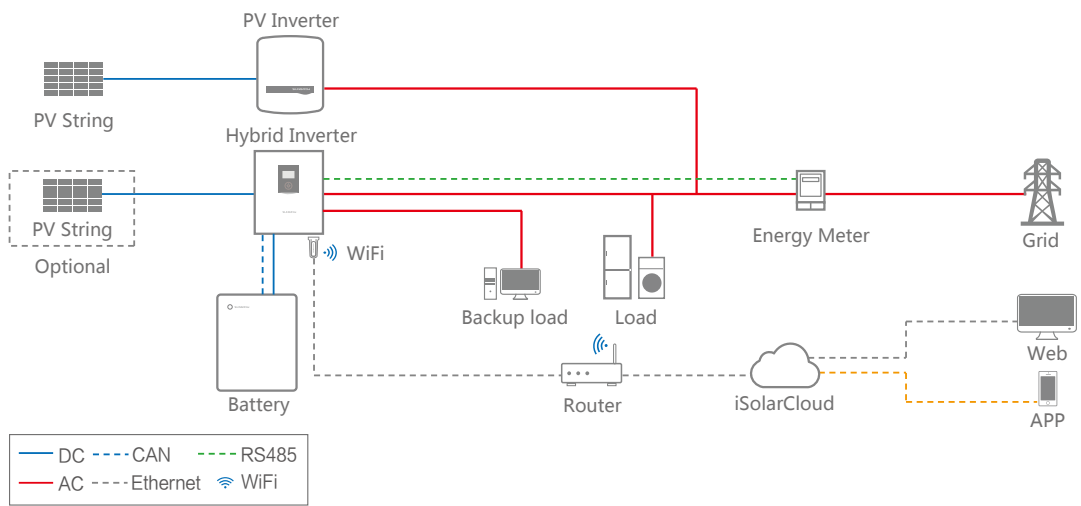 PV Inverter
PV String
Hybrid Inverter
PV String
Optional
WiFi
Energy Meter
Grid
Backup load
Load
Battery
Router
iSolarCloud
Web
APP
DC
CAN
RS485
AC
Ethernet
WiFi